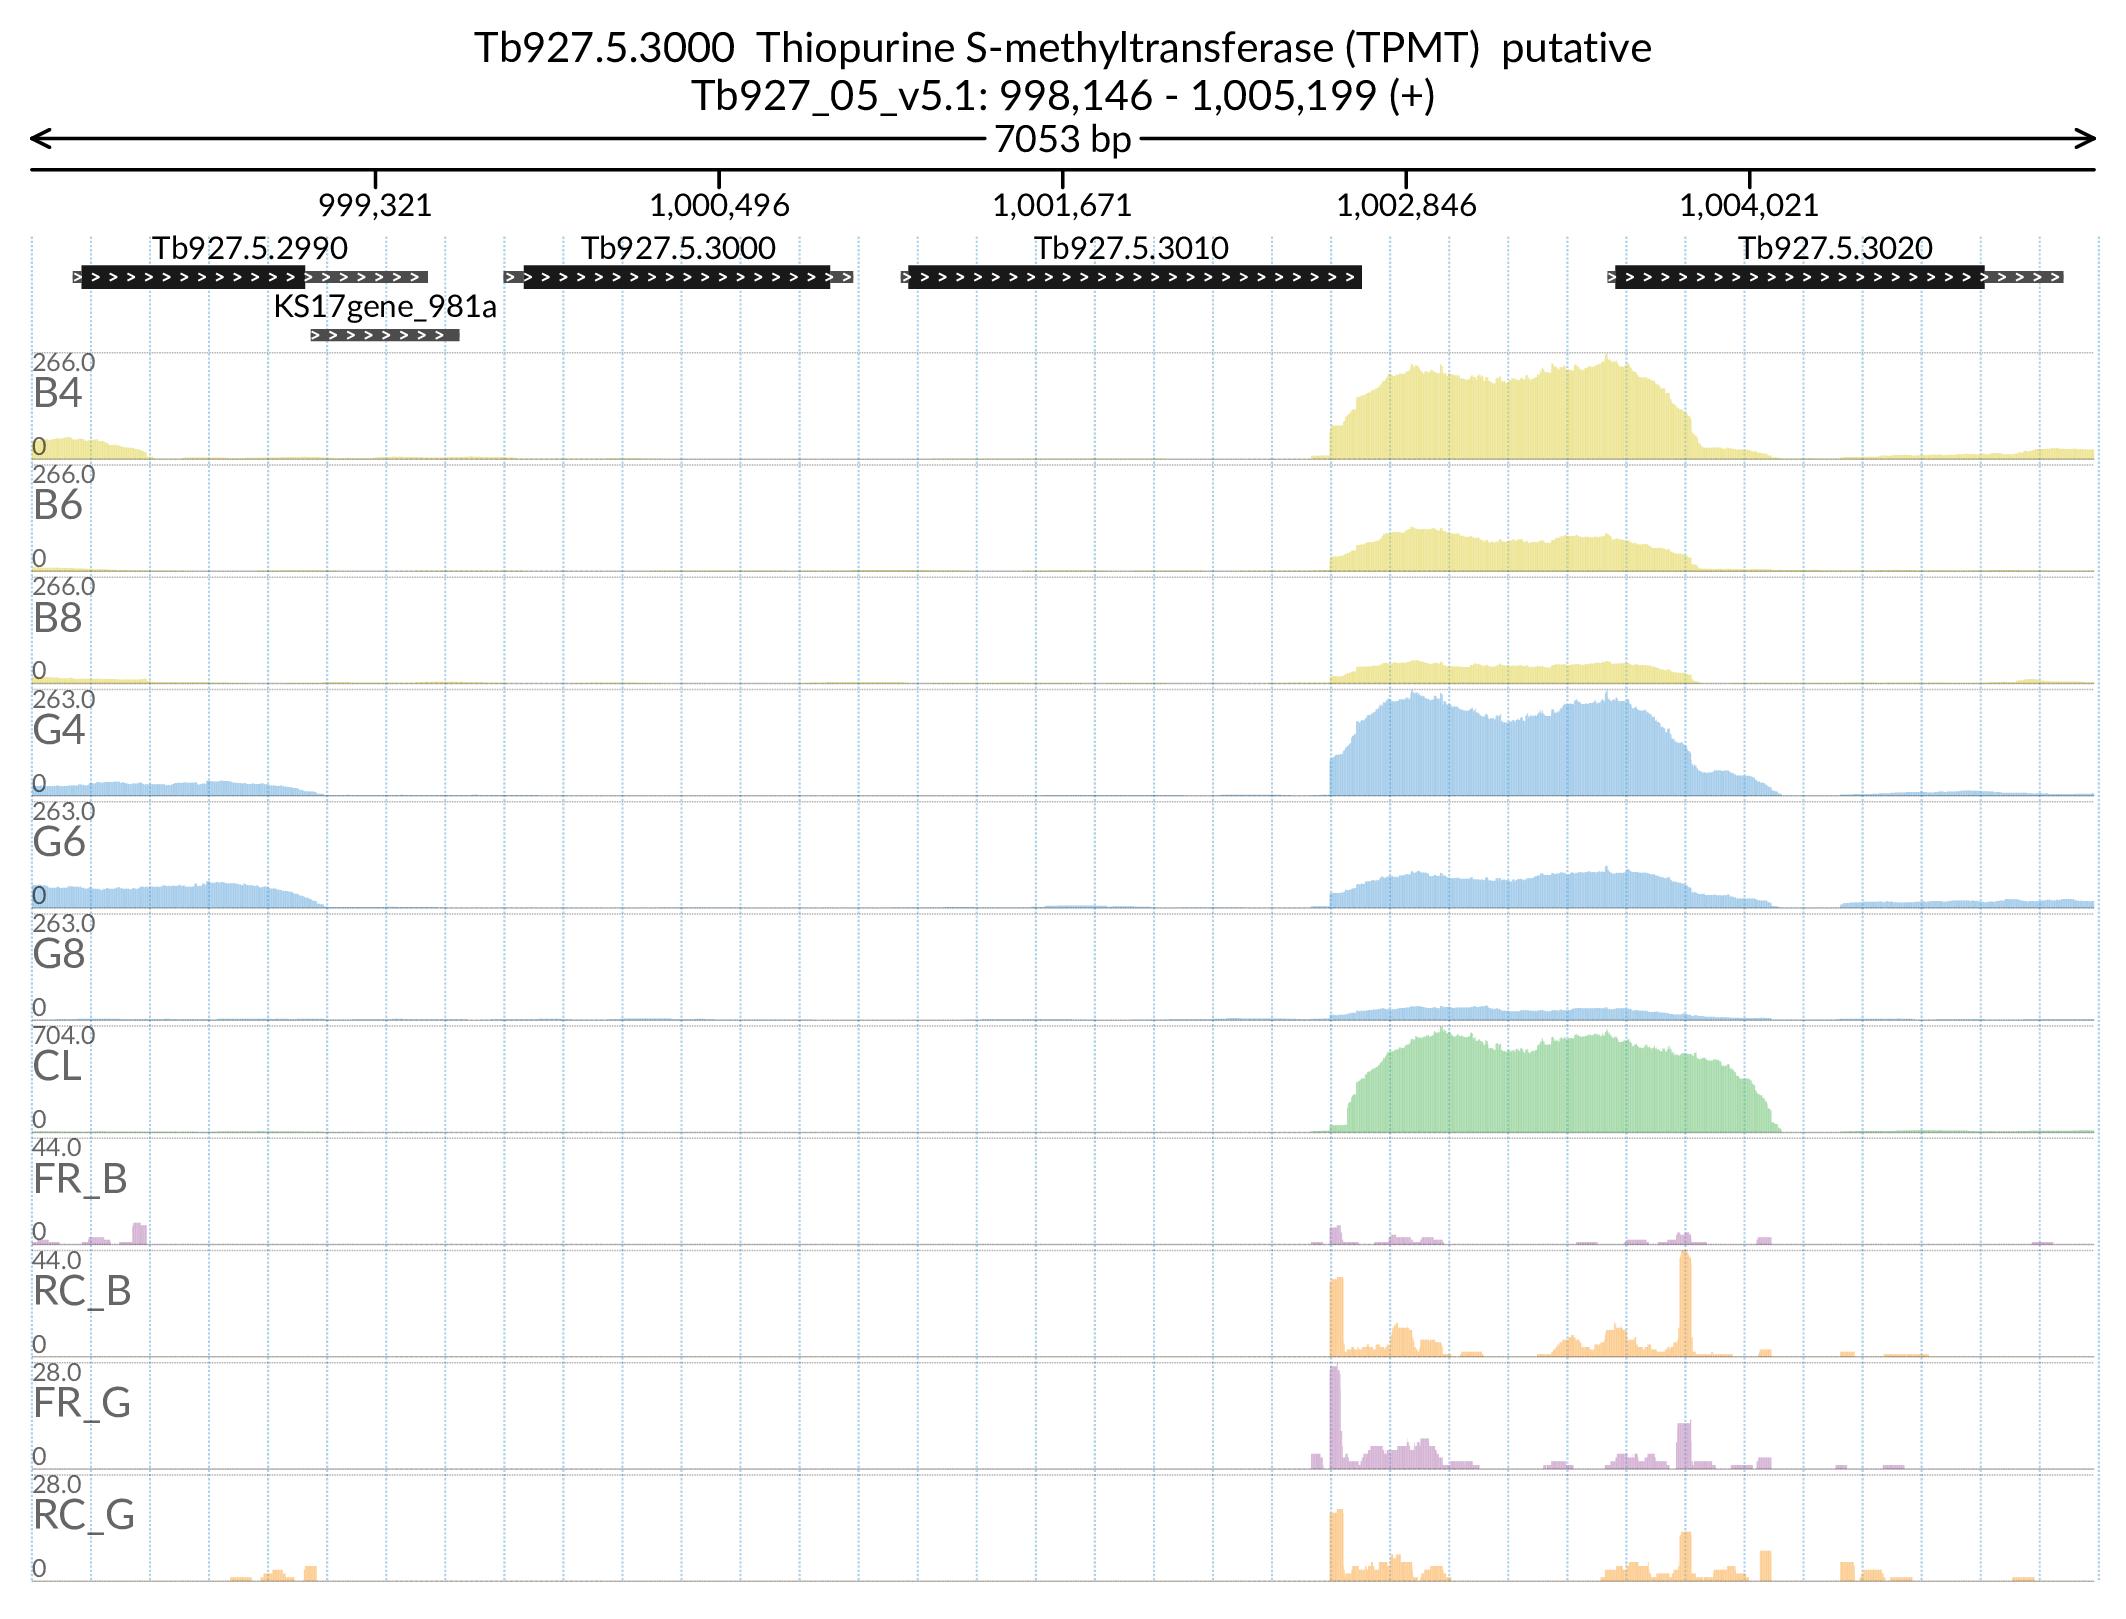 Tb927.5.3000  Thiopurine S-methyltransferase (TPMT)  putative
Tb927_05_v5.1: 998,146 - 1,005,199 (+)
7053 bp
999,321 1,000,496 1,001,671 1,002,846 1,004,021
Tb927.5.2990 Tb927.5.3000 Tb927.5.3010 Tb927.5.3020
KS17gene_981a
266.0
B4
0
266.0
B6
0
266.0
B8
0
263.0
G4
0
263.0
G6
0
263.0
G8
0
704.0
CL
0
44.0
FR_B
0
44.0
RC_B
0
28.0
FR_G
0
28.0
RC_G
0